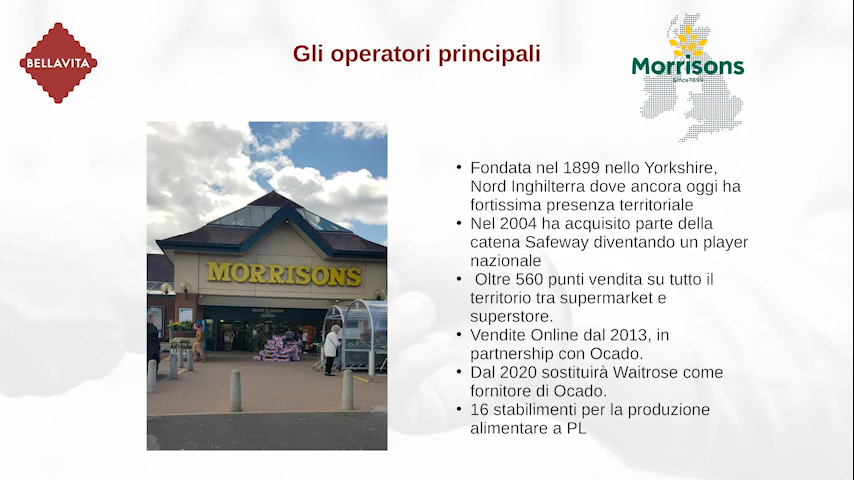 BELLAVITA
Gli operatori principali
Morrisons
Since 1899
MORRISONS
• Fondata nel 1899 nello Yorkshire,
Nord Inghilterra dove ancora oggi ha
fortissima presenza territoriale
• Nel 2004 ha acquisito parte della
catena Safeway diventando un player
nazionale
• Oltre 560 punti vendita su tutto il
territorio tra supermarket e
superstore.
• Vendite Online dal 2013, in
partnership con Ocado.
• Dal 2020 sostituirà Waitrose come
fornitore di Ocado.
• 16 stabilimenti per la produzione
alimentare a PL